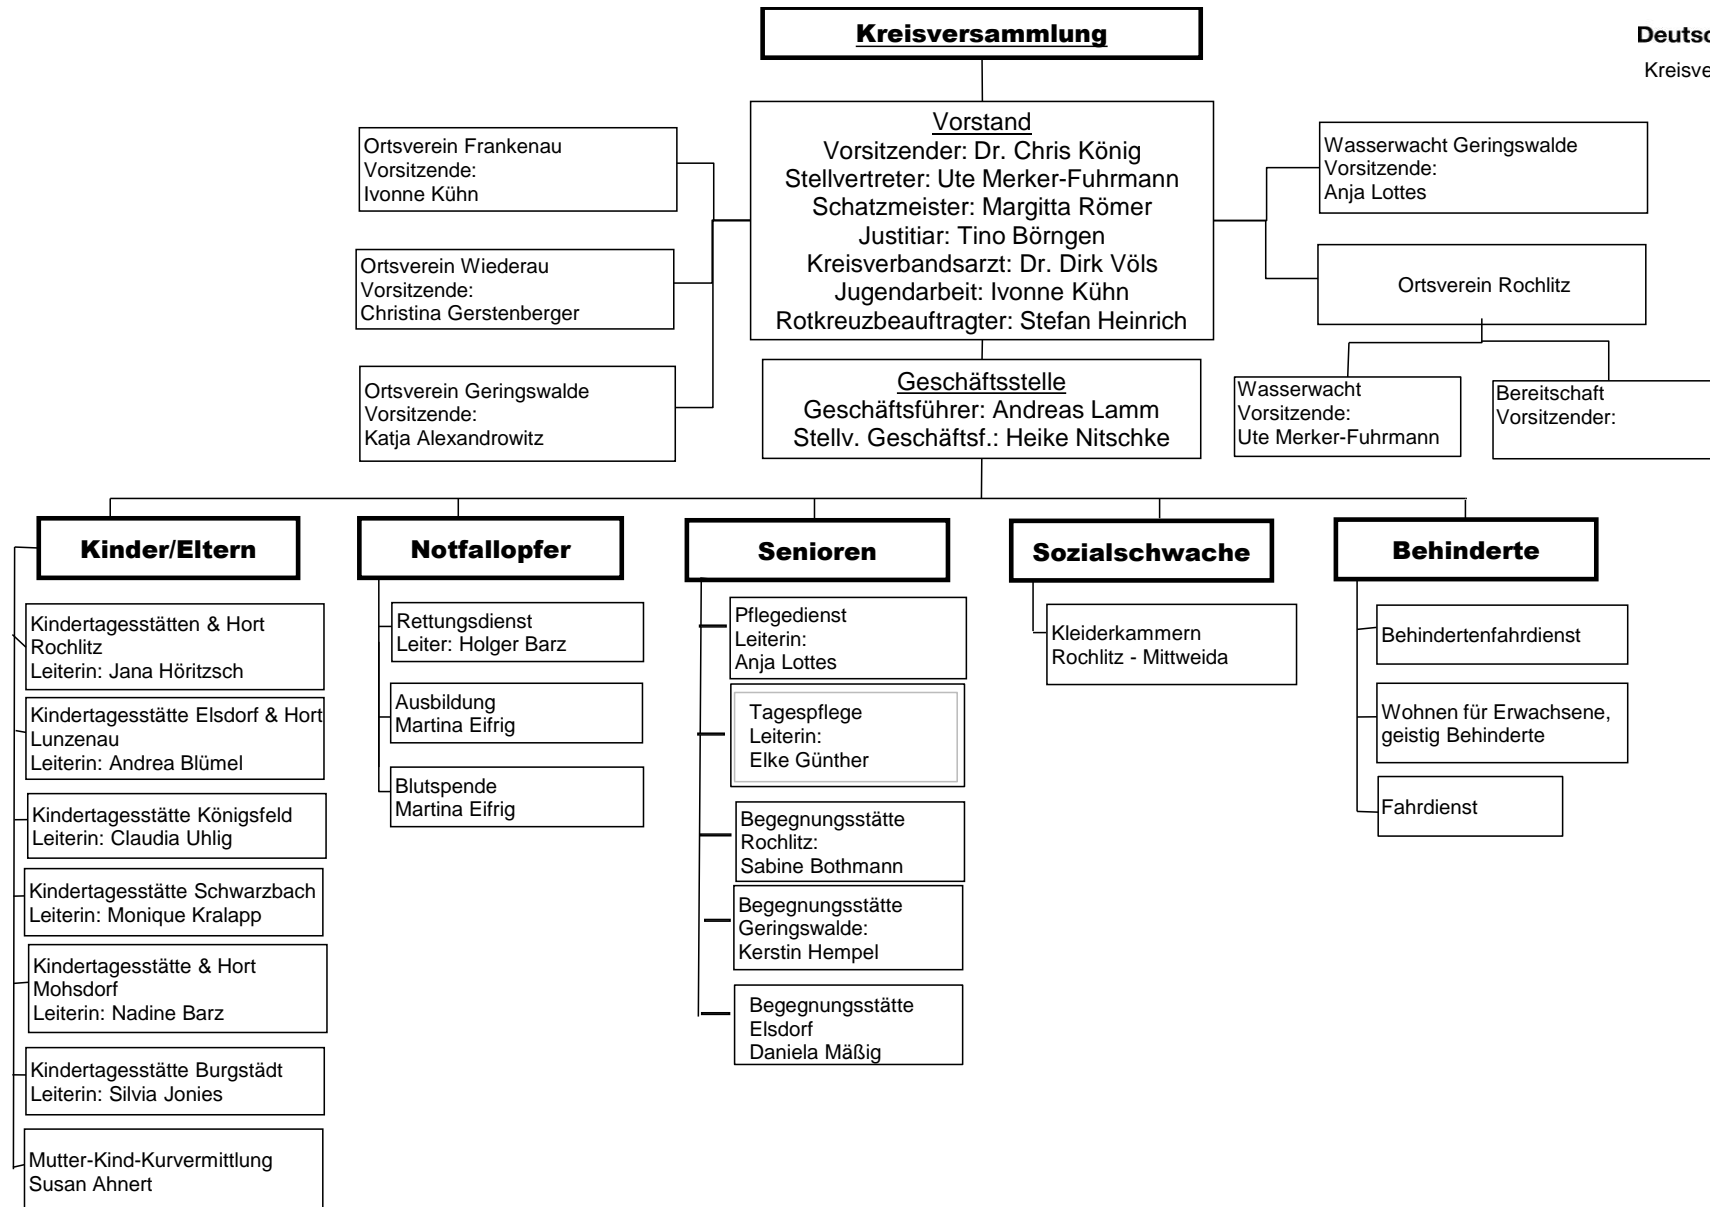 Kreisversammlung
Kreisve
Vorstand
Vorsitzender: Dr. Chris König
Stellvertreter: Ute Merker-Fuhrmann
Schatzmeister: Margitta Römer
Justitiar: Tino Börngen
Kreisverbandsarzt: Dr. Dirk Völs
Jugendarbeit: Ivonne Kühn
Rotkreuzbeauftragter: Stefan Heinrich
Ortsverein Frankenau
Vorsitzende:
Ivonne Kühn
Ortsverein Wiederau
Vorsitzende:
Christina Gerstenberger
Ortsverein Geringswalde
Vorsitzende:
Katja Alexandrowitz
Wasserwacht Geringswalde
Vorsitzende:
Anja Lottes
Ortsverein Rochlitz
Wasserwacht
Vorsitzende:
Ute Merker-Fuhrmann
Bereitschaft
Vorsitzender:
Geschäftsstelle
Geschäftsführer: Andreas Lamm
Stellv. Geschäftsf.: Heike Nitschke
Kinder/Eltern
Kindertagesstätten & Hort
Rochlitz
Leiterin: Jana Höritzsch
Kindertagesstätte Elsdorf & Hort
Lunzenau
Leiterin: Andrea Blümel
Kindertagesstätte Königsfeld
Leiterin: Claudia Uhlig
Kindertagesstätte Schwarzbach
Leiterin: Monique Kralapp
Kindertagesstätte & Hort
Mohsdorf
Leiterin: Nadine Barz
Kindertagesstätte Burgstädt
Leiterin: Silvia Jonies
Mutter-Kind-Kurvermittlung
Susan Ahnert
Notfallopfer
Rettungsdienst
Leiter: Holger Barz
Ausbildung
Martina Eifrig
Blutspende
Martina Eifrig
Senioren
Pflegedienst
Leiterin:
Anja Lottes
Tagespflege
Leiterin:
Elke Günther
Begegnungsstätte
Rochlitz:
Sabine Bothmann
Begegnungsstätte
Geringswalde:
Kerstin Hempel
Begegnungsstätte
Elsdorf
Daniela Mäßig
Sozialschwache
Kleiderkammern
Rochlitz - Mittweida
Behinderte
Behindertenfahrdienst
Wohnen für Erwachsene,
geistig Behinderte
Fahrdienst